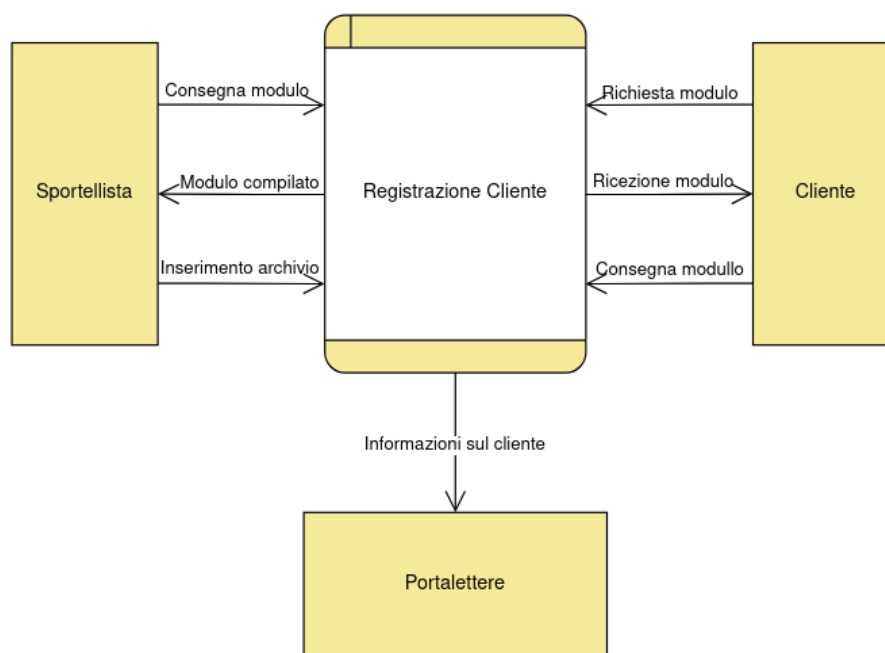 Consegna modulo
Richiesta modulo
Sportellista
Modulo compilato
Registrazione Cliente
Ricezione modulo
Cliente
Inserimento archivio
Consegna modullo
Informazioni sul cliente
Portalettere